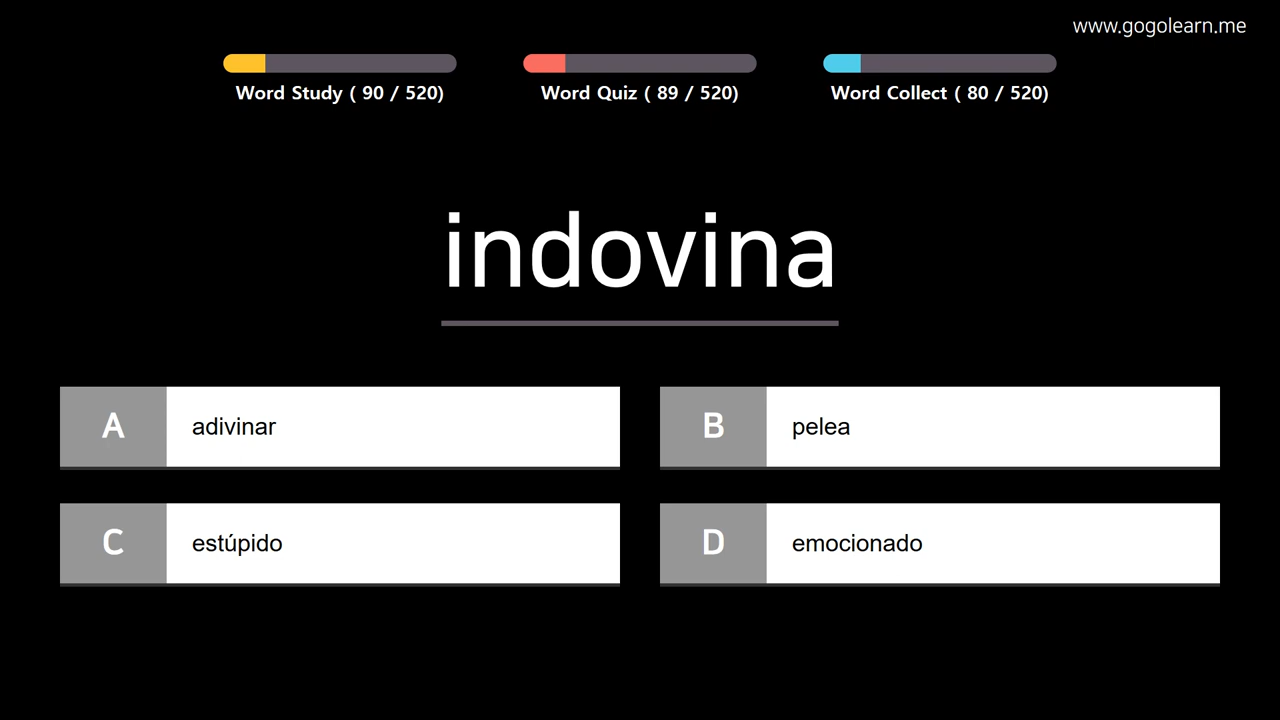 www.gogolearn.me
Word Study ( 90 / 520)
Word Quiz ( 89 / 520)
Word Collect ( 80 / 520)
indovina
A adivinar
B pelea
C estúpido
D emocionado